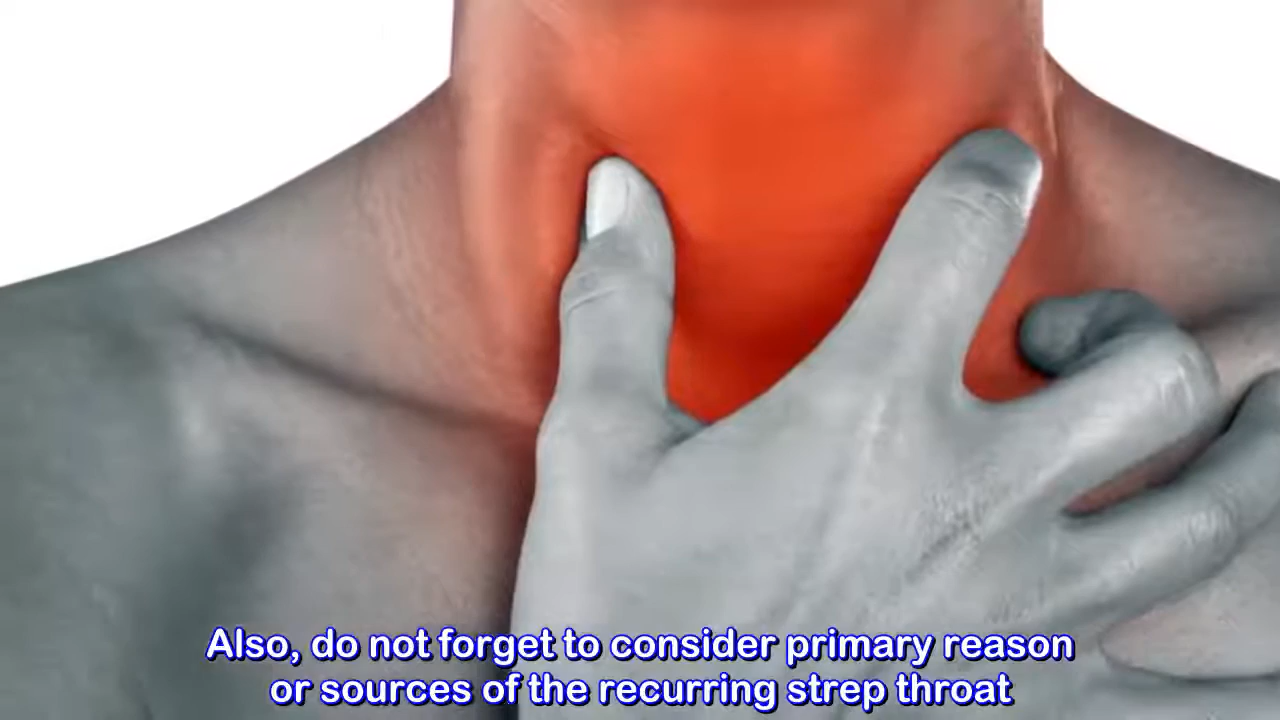 Also, do not forget to consider primary reason
or sources of the recurring strep throat